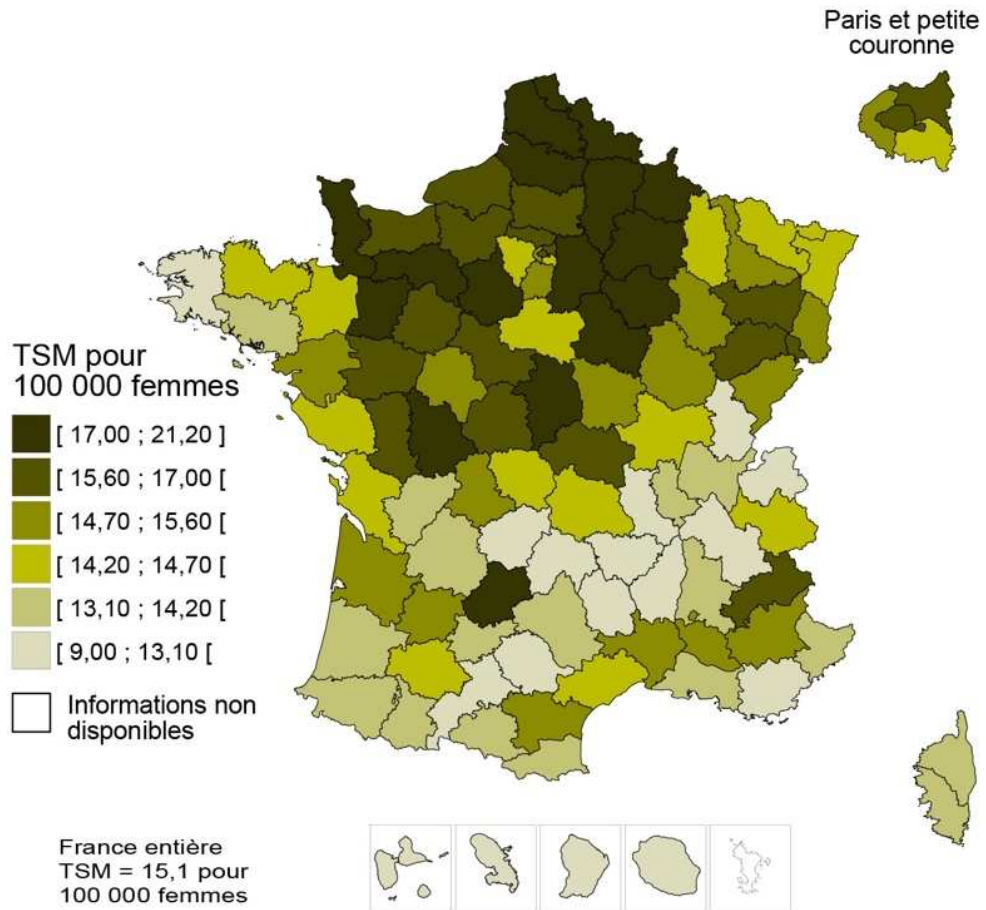 Paris et petite
couronne
TSM pour
100 000 femmes
[ 17,00 ; 21,20 ]
[ 15,60 ; 17,00 [
[ 14,70 ; 15,60 [
[ 14,20 ; 14,70 [
[ 13,10 ; 14,20 [
[ 9,00 ; 13,10 [
Informations non
disponibles
France entière
TSM = 15,1 pour
100 000 femmes